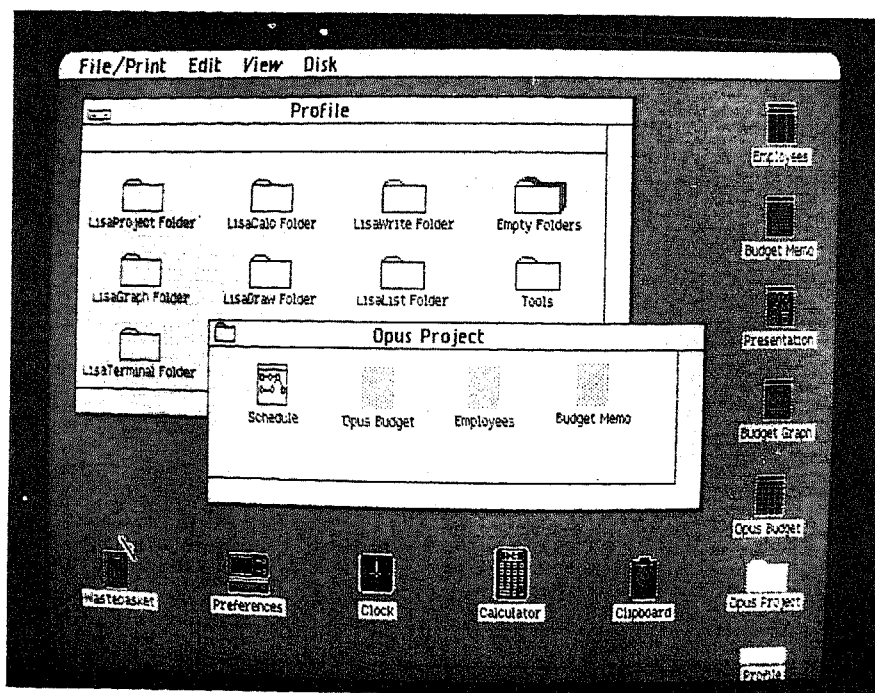 File/Print Edit View Disk
Profile
LisaProject Folder LisaCalc Folder LisaWrite Folder Empty Folders
LisaGraph Folder LisaDraw Folder LisaList Folder Tools
LisaTerminal Folder
Opus Project
Schedule Opus Budget Employees Budget Memo
Employees
Budget Memo
Presentation
Budget Graph
Opus Budget
Opus Project
Profile
Wastebasket Preferences Clock Calculator Clipboard